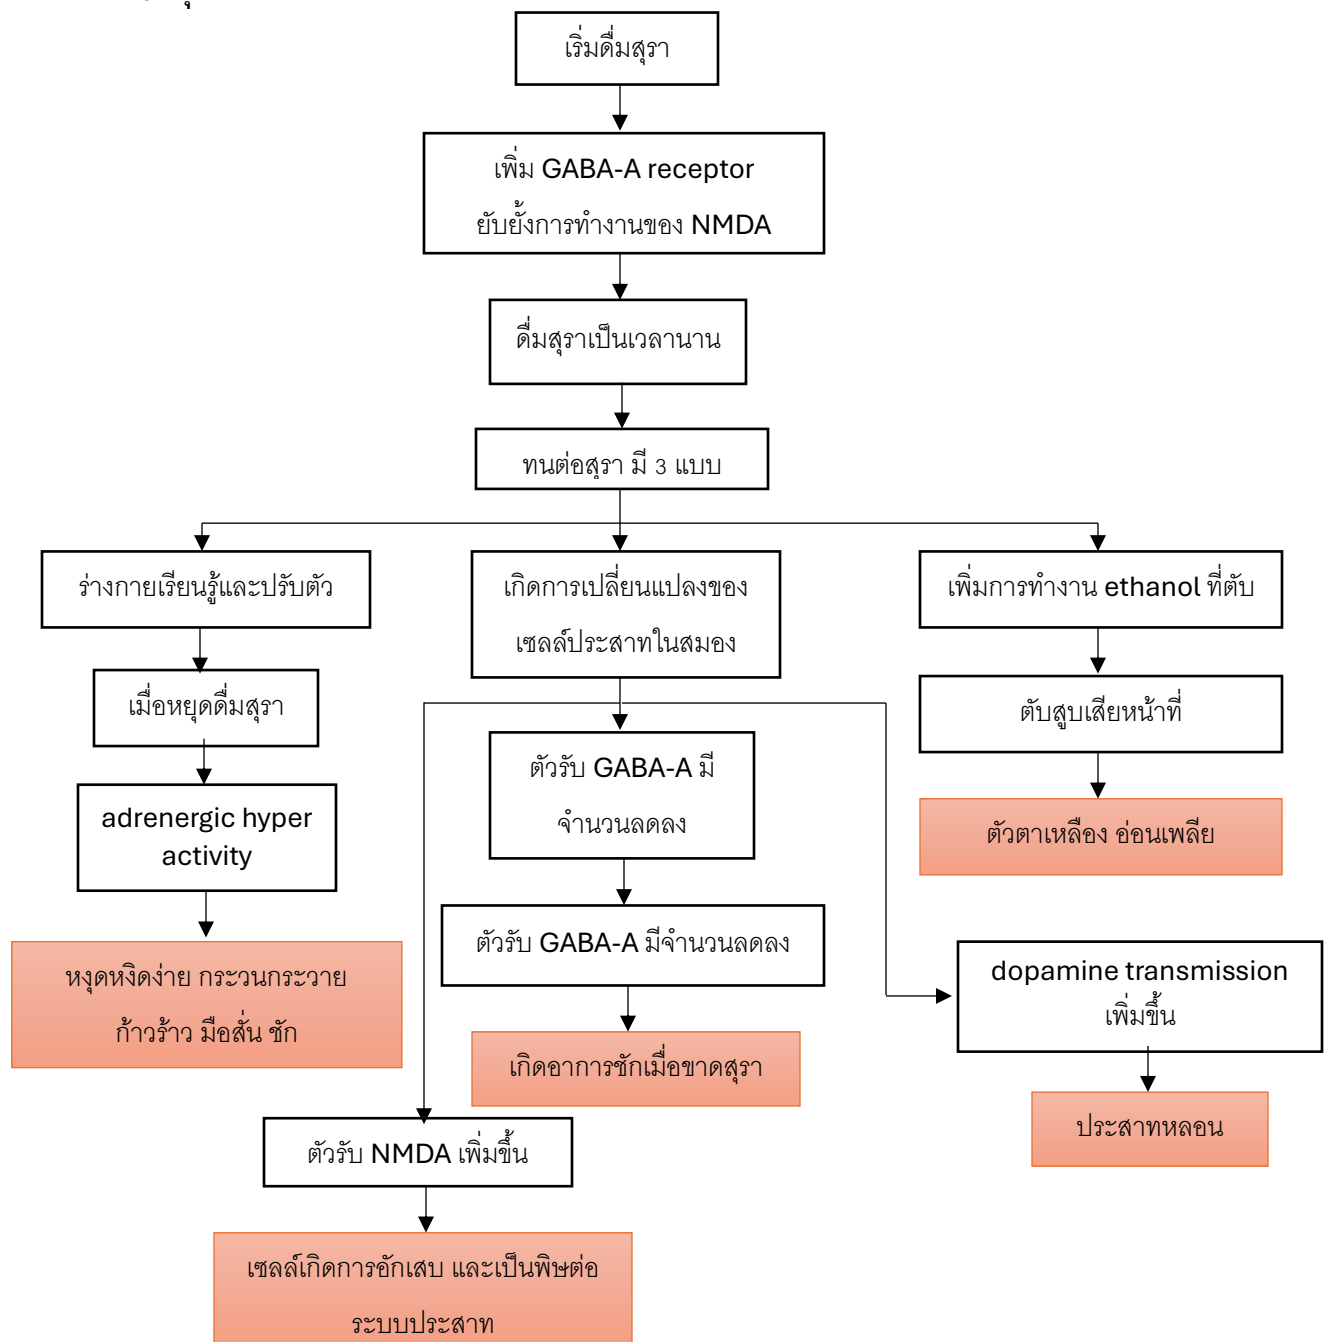 เริ่มดื่มสุรา
เพิ่ม GABA-A receptor
ยับยั้งการทำงานของ NMDA
ดื่มสุราเป็นเวลานาน
ทนต่อสุรา มี 3 แบบ
ร่างกายเรียนรู้และปรับตัว
เกิดการเปลี่ยนแปลงของ
เซลล์ประสาทในสมอง
เพิ่มการทำงาน ethanol ที่ตับ
เมื่อหยุดดื่มสุรา
ตับสูบเสียหน้าที่
ตัวรับ GABA-A มี
จำนวนลดลง
adrenergic hyper
activity
ตัวตาเหลือง อ่อนเพลีย
ตัวรับ GABA-A มีจำนวนลดลง
หงุดหงิดง่าย กระวนกระวาย
ก้าวร้าว มือสั่น ชัก
dopamine transmission
เพิ่มขึ้น
เกิดอาการชักเมื่อขาดสุรา
ประสาทหลอน
ตัวรับ NMDA เพิ่มขึ้น
เซลล์เกิดการอักเสบ และเป็นพิษต่อ
ระบบประสาท